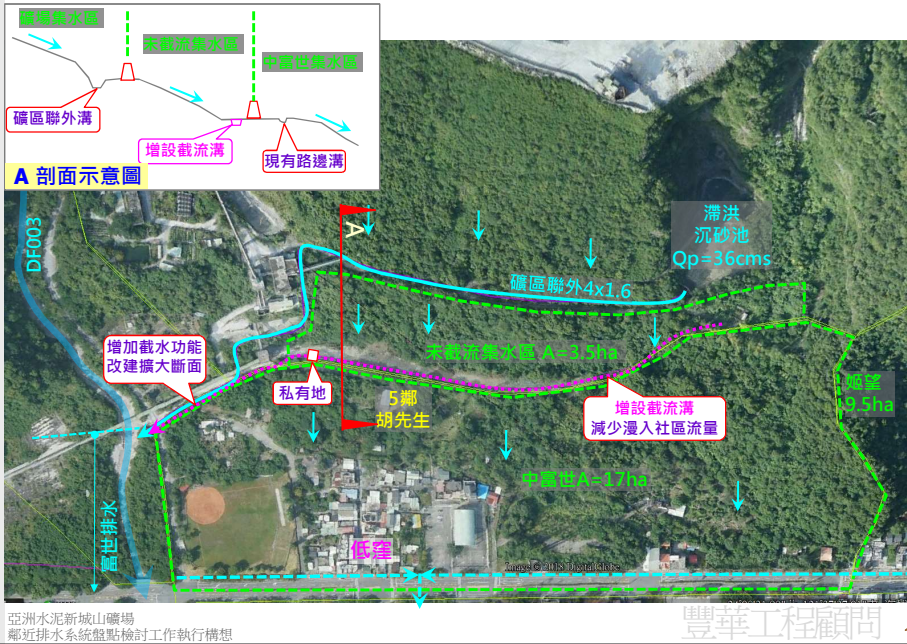 礦場集水區
未截流集水區
中富世集水區
礦區聯外溝
增設截流溝
現有路邊溝
A 剖面示意圖
DF003
A
滯洪
沉砂池
Qp=36cms
礦區聯外4x1.6
增加截水功能
改建擴大斷面
未截流集水區 A=3.5ha
私有地
5鄰
胡先生
增設截流溝
減少漫入社區流量
姬望
9.5ha
中富世A=17ha
富世排水
低窪
Image © 2018 DigitalGlobe
亞洲水泥新城山礦場
鄰近排水系統盤點檢討工作執行構想
豐華工程顧問